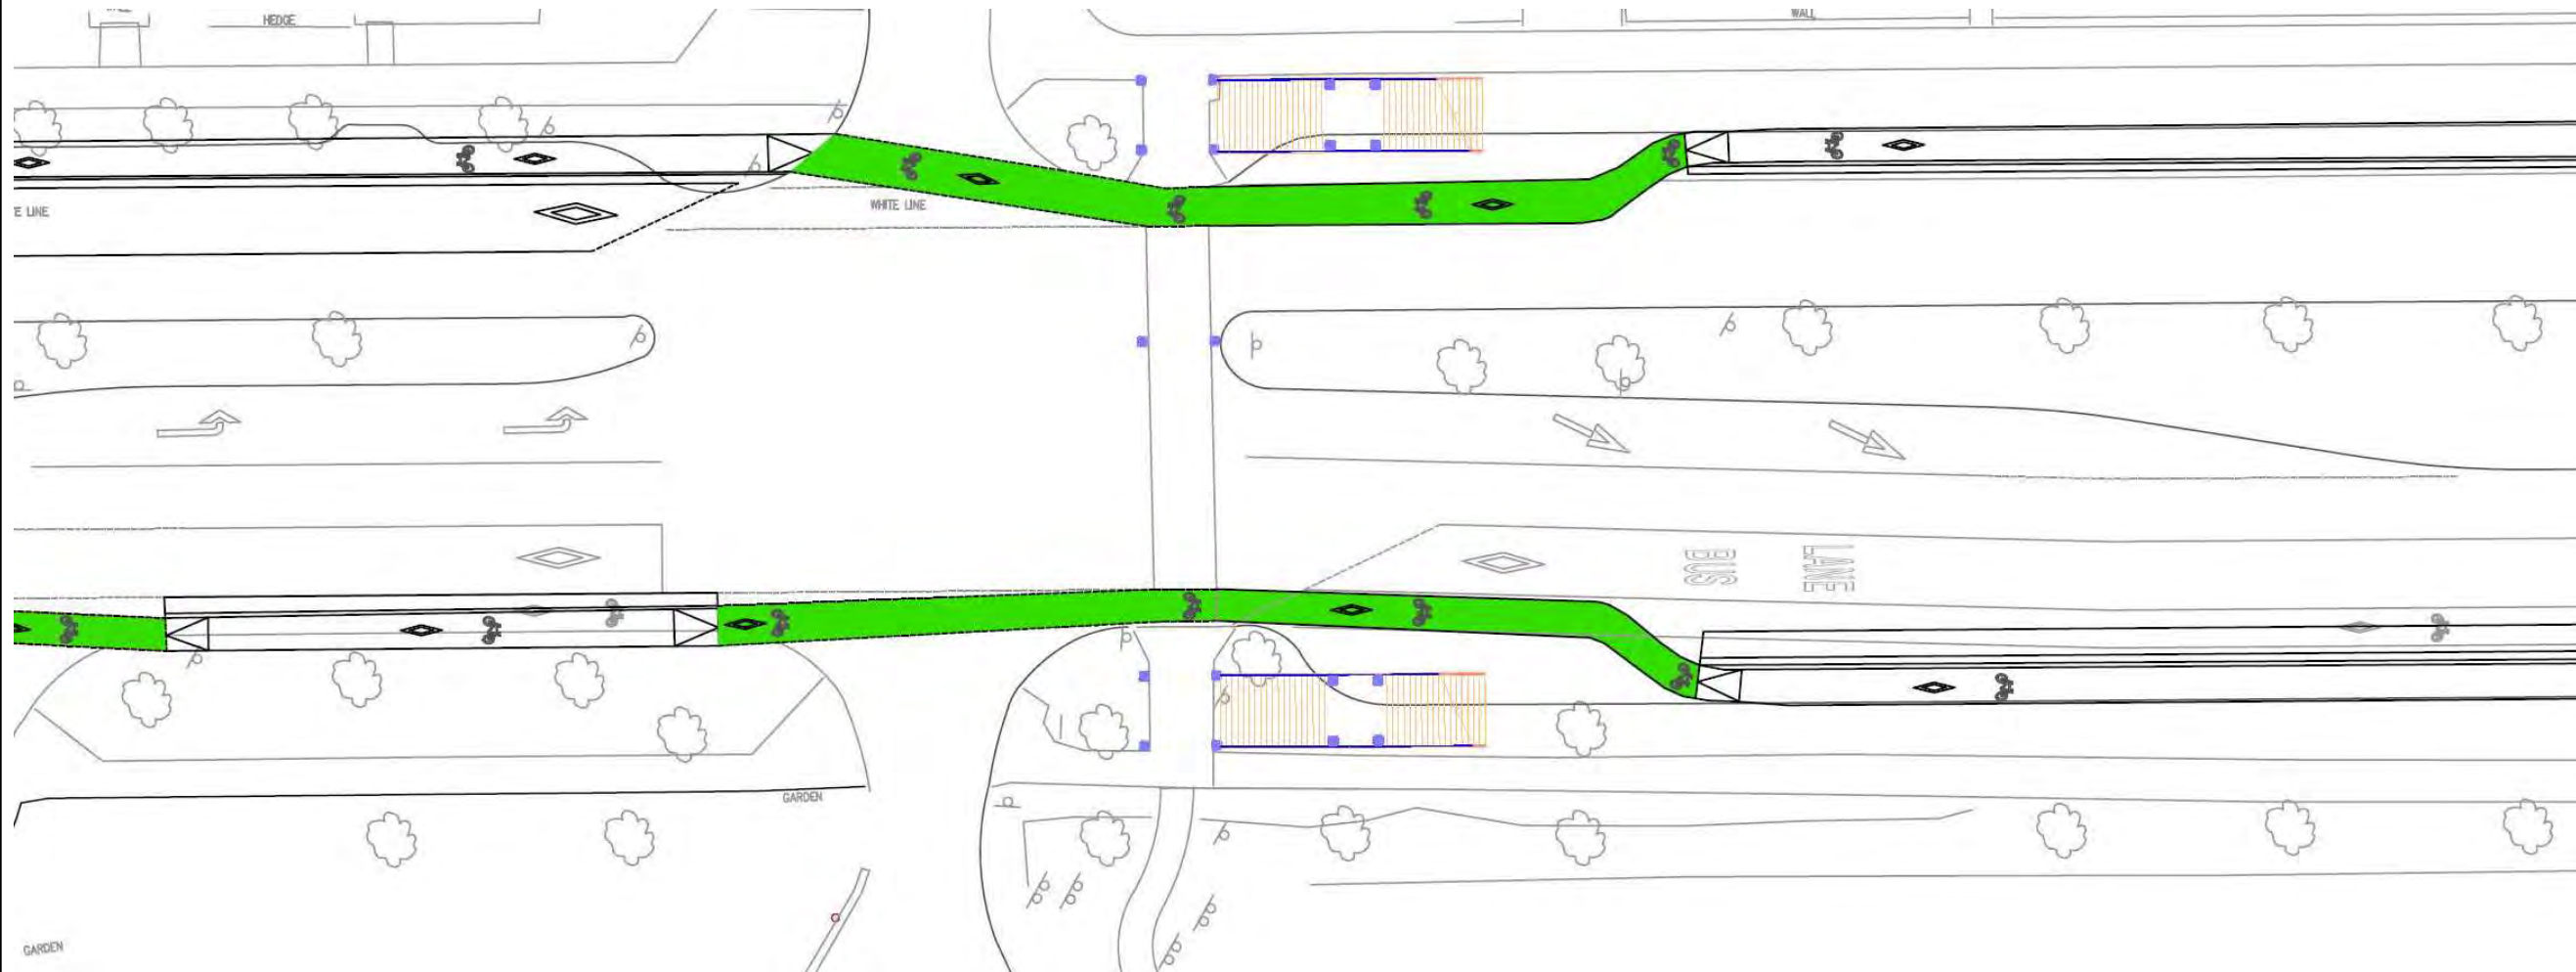 HEDGE
WALL
E LINE
WHITE LINE
BUS
LANE
GARDEN
GARDEN